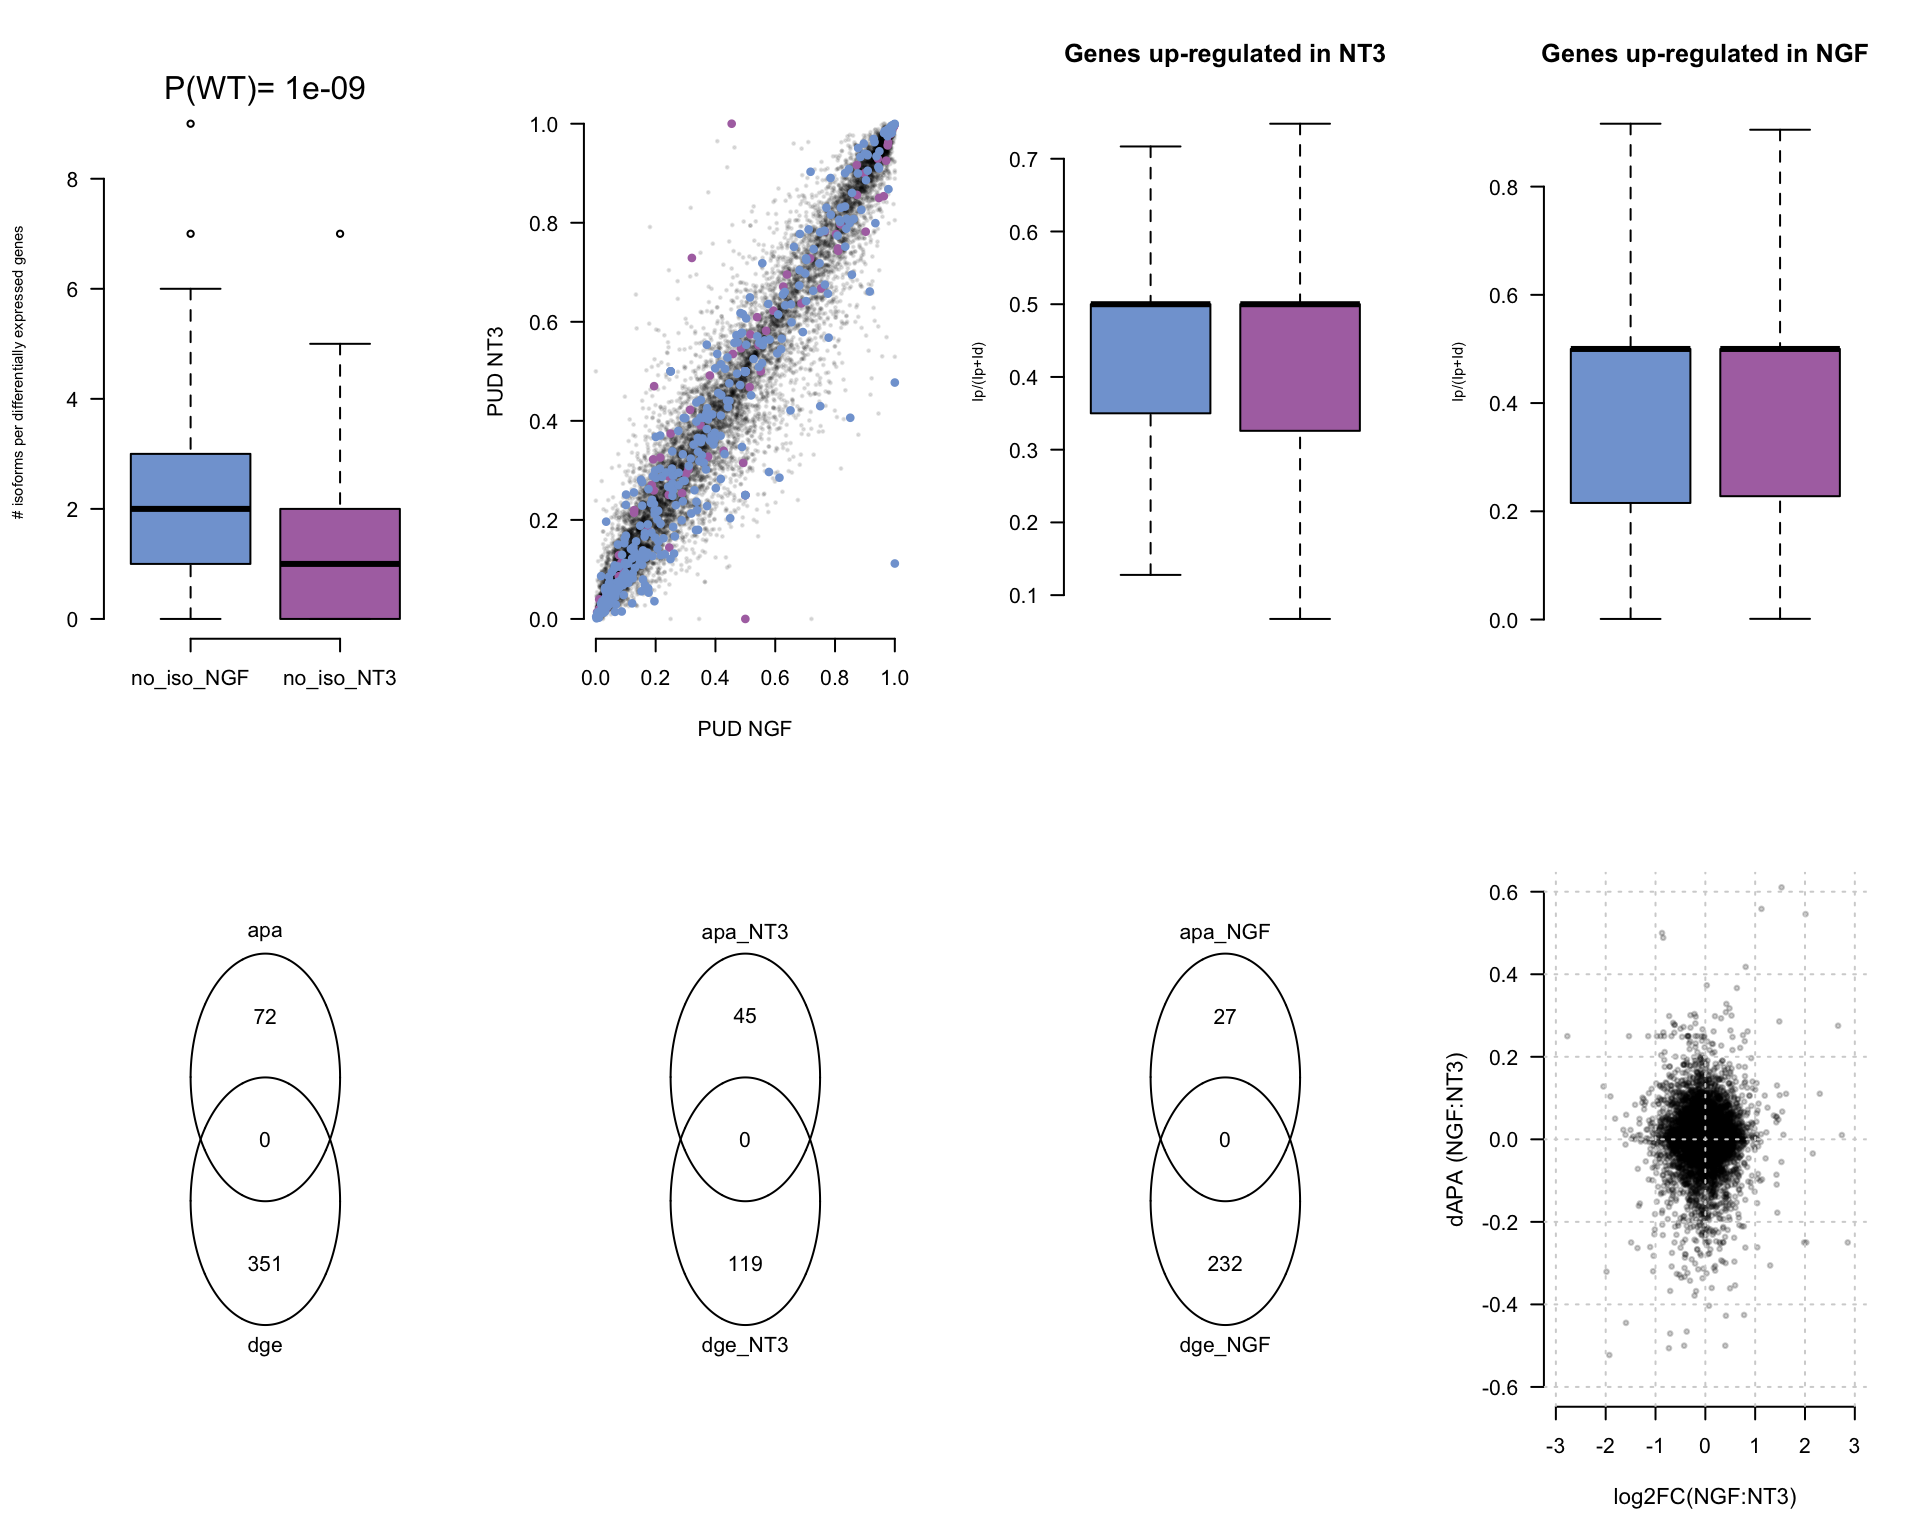 P(WT)= 1e-09
# isoforms per differentially expressed genes
8
6
4
2
0
no_iso_NGF no_iso_NT3
PUD NT3
1.0
0.8
0.6
0.4
0.2
0.0
0.0 0.2 0.4 0.6 0.8 1.0
PUD NGF
Genes up-regulated in NT3
Ip/(Ip+Id)
0.7
0.6
0.5
0.4
0.3
0.2
0.1
Genes up-regulated in NGF
Ip/(Ip+Id)
0.8
0.6
0.4
0.2
0.0
apa
72
0
351
dge
apa_NT3
45
0
119
dge_NT3
apa_NGF
27
0
232
dge_NGF
dAPA (NGF:NT3)
0.6
0.4
0.2
0.0
-0.2
-0.4
-0.6
-3 -2 -1 0 1 2 3
log2FC(NGF:NT3)